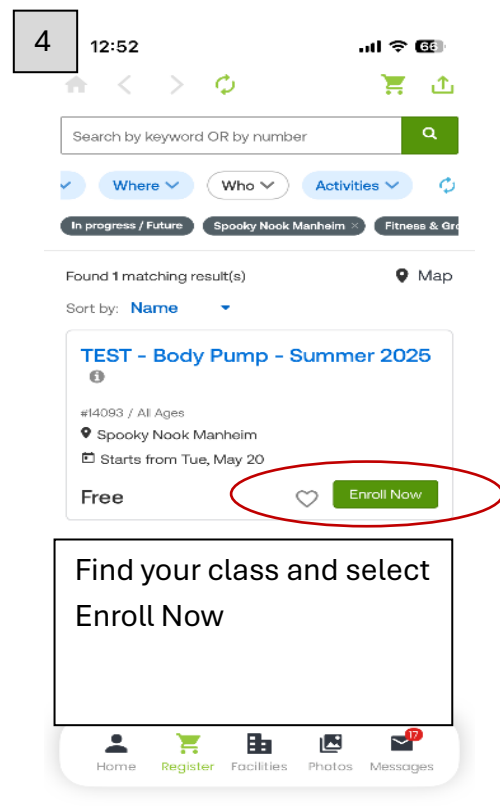 4
12:52
66
Search by keyword OR by number
Where
Who
Activities
In progress / Future
Spooky Nook Manheim ×
Fitness & Gr
Found 1 matching result(s)
Map
Sort by: Name
TEST - Body Pump - Summer 2025
#14093 / All Ages
Spooky Nook Manheim
Starts from Tue, May 20
Free
Enroll Now
Find your class and select
Enroll Now
17
Home
Register
Facilities
Photos
Messages